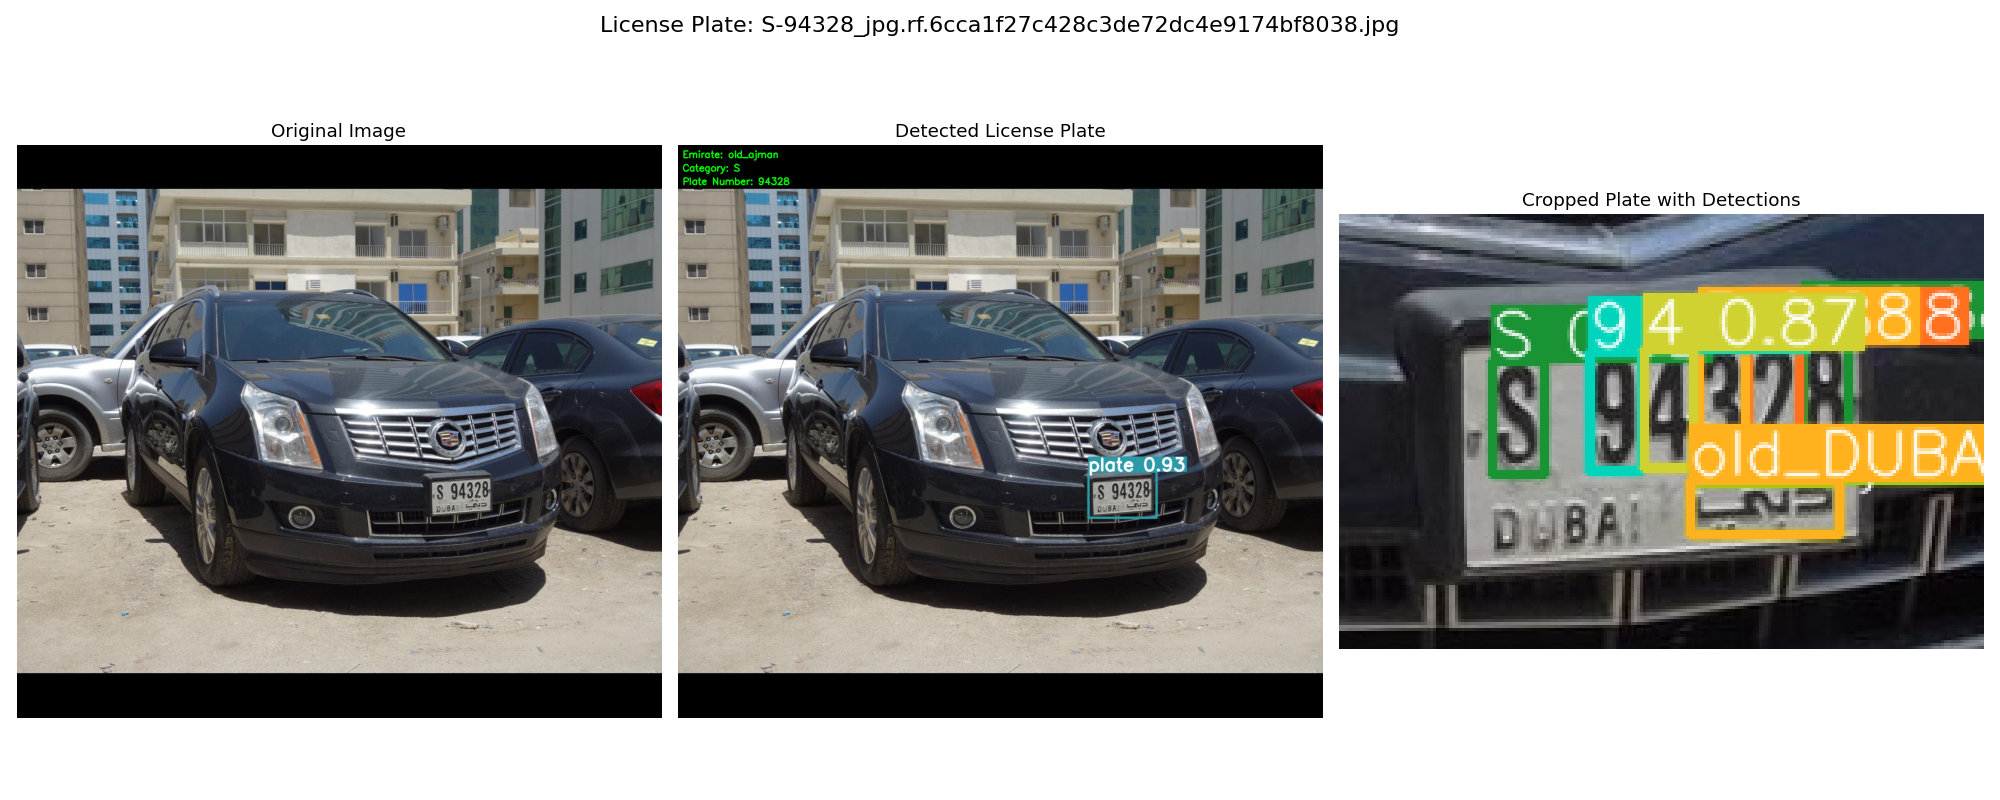 License Plate: S-94328_jpg.rf.6cca1f27c428c3de72dc4e9174bf8038.jpg
Original Image
S 94328
DUBAI دبي
Detected License Plate
Emirate: old_ajman
Category: S
Plate Number: 94328
plate 0.93
S 94328
DUBAI دبي
Cropped Plate with Detections
S 9 4 0.87 88 8
S 94328
old_DUBA
DUBAI دبي